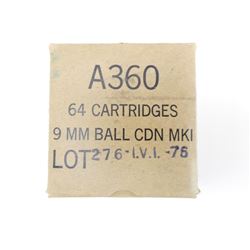 A360
64 CARTRIDGES
9 MM BALL CDN MKI
LOT 276-I.V.I.-76